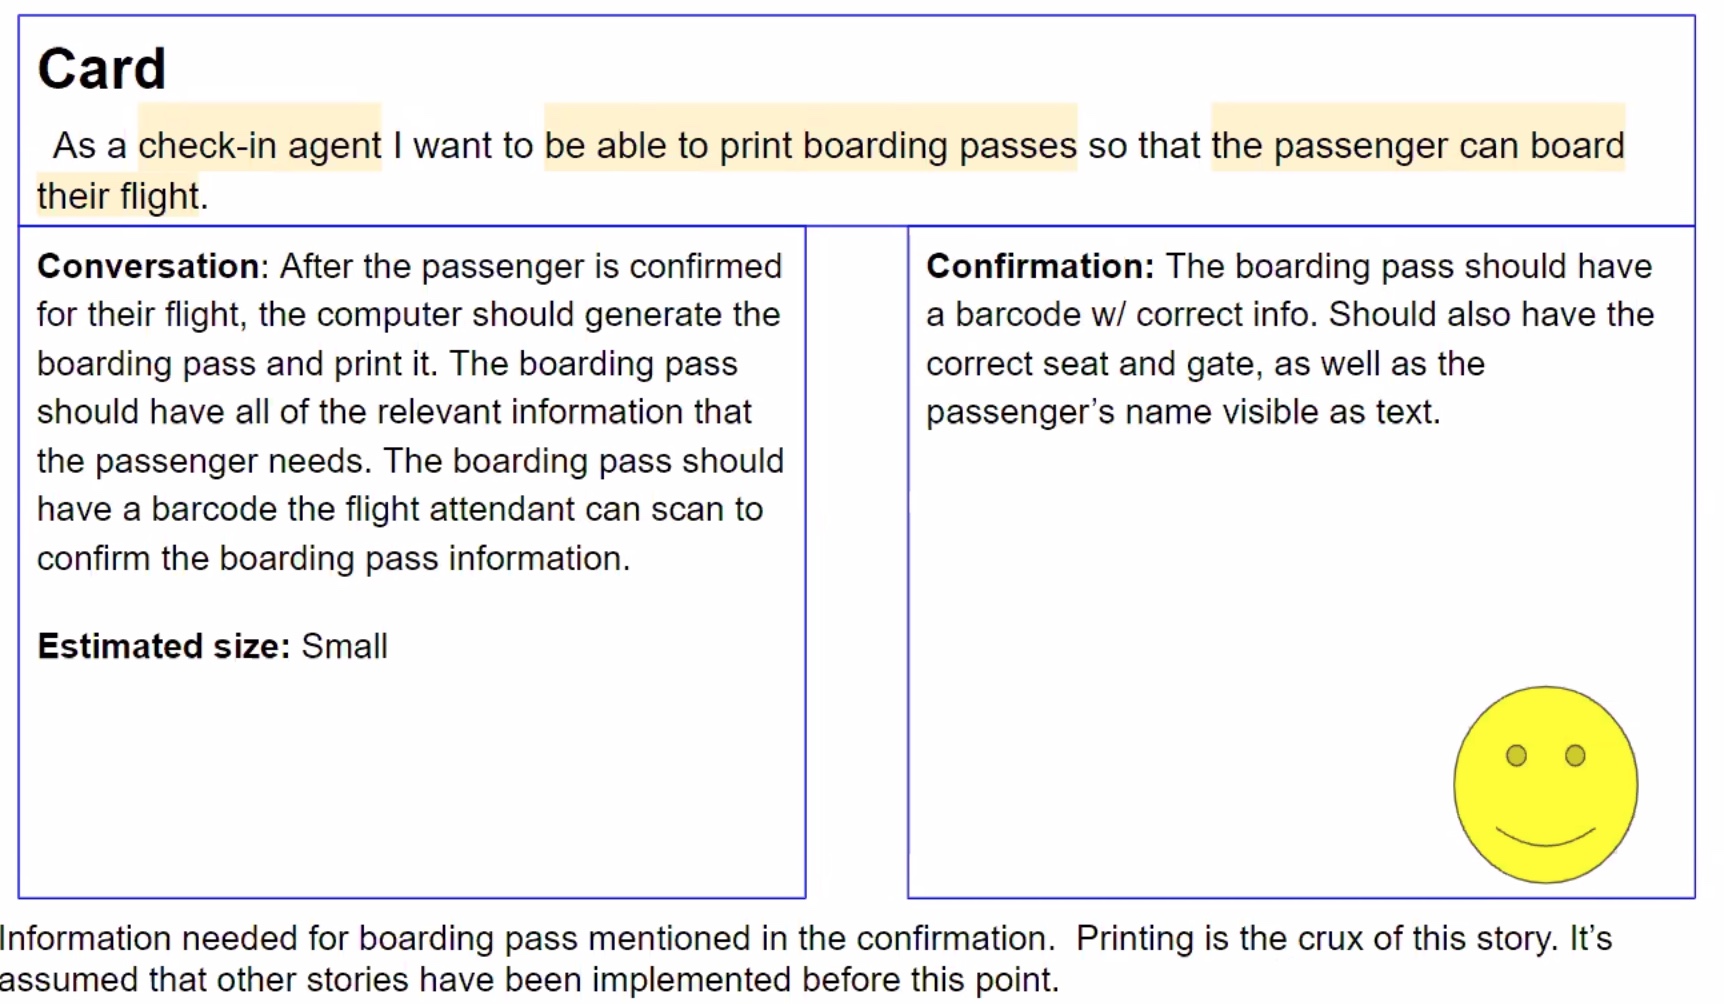 Card
As a check-in agent I want to be able to print boarding passes so that the passenger can board
their flight.
Conversation: After the passenger is confirmed
for their flight, the computer should generate the
boarding pass and print it. The boarding pass
should have all of the relevant information that
the passenger needs. The boarding pass should
have a barcode the flight attendant can scan to
confirm the boarding pass information.
Estimated size: Small
Confirmation: The boarding pass should have
a barcode w/ correct info. Should also have the
correct seat and gate, as well as the
passenger’s name visible as text.
Information needed for boarding pass mentioned in the confirmation.  Printing is the crux of this story. It’s
assumed that other stories have been implemented before this point.